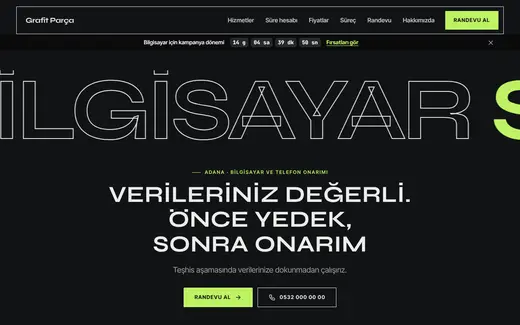 Grafit Parça
Hizmetler Süre hesabı Fiyatlar Süreç Randevu Hakkımızda RANDEVU AL
Bilgisayar için kampanya dönemi 14 g 04 sa 39 dk 50 sn Fırsatları gör
İLGİSAYAR S
ADANA · BİLGİSAYAR VE TELEFON ONARIMI
VERİLERİNİZ DEĞERLİ.
ÖNCE YEDEK,
SONRA ONARIM
Teşhis aşamasında verilerinize dokunmadan çalışırız.
RANDEVU AL → 0532 000 00 00